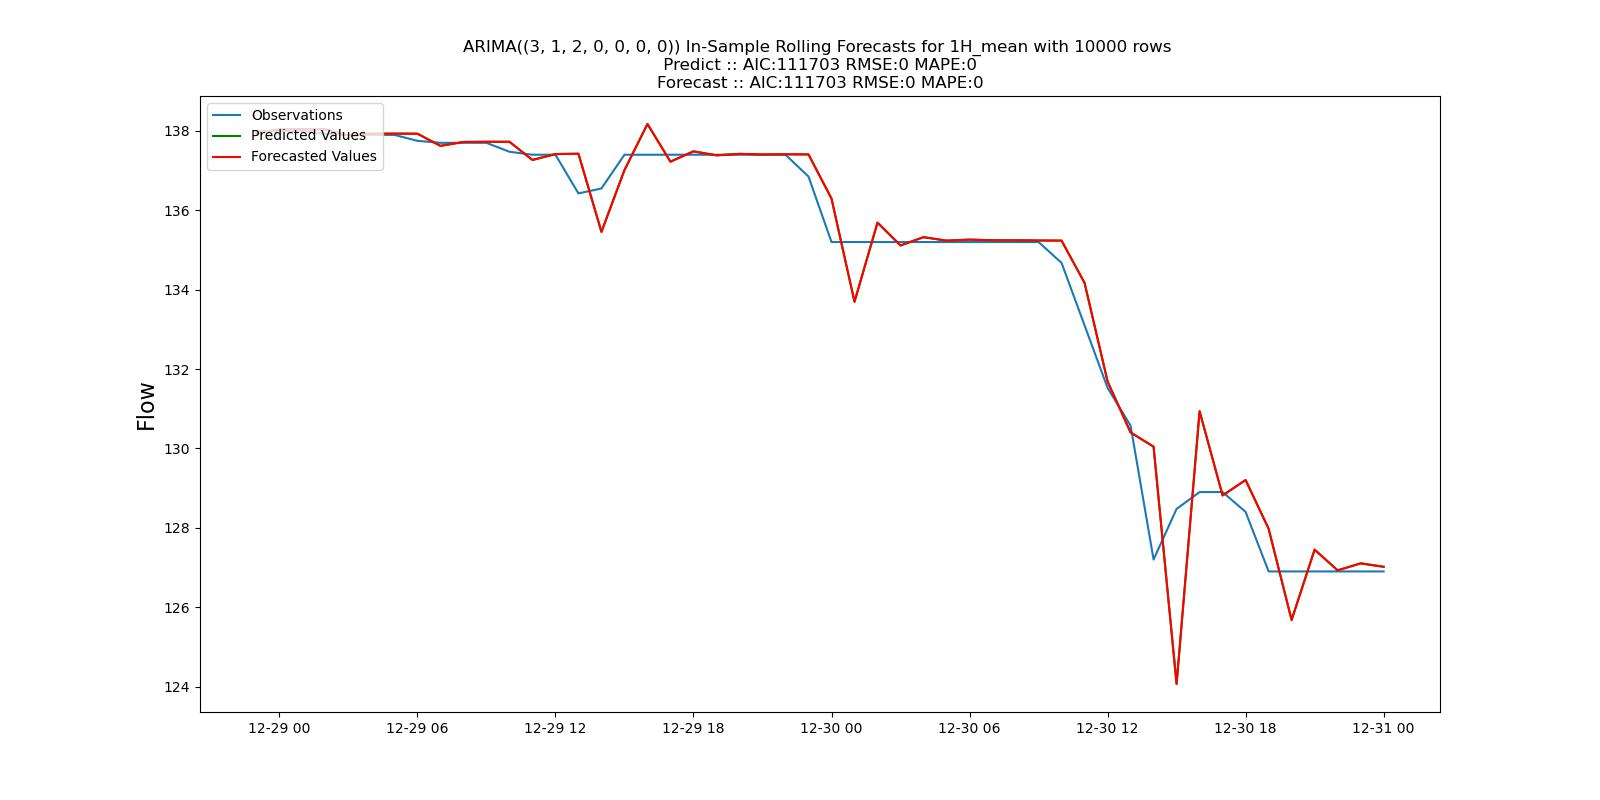 ARIMA((3, 1, 2, 0, 0, 0, 0)) In-Sample Rolling Forecasts for 1H_mean with 10000 rows
Predict :: AIC:111703 RMSE:0 MAPE:0
Forecast :: AIC:111703 RMSE:0 MAPE:0
Observations
Predicted Values
Forecasted Values
Flow
138
136
134
132
130
128
126
124
12-29 00
12-29 06
12-29 12
12-29 18
12-30 00
12-30 06
12-30 12
12-30 18
12-31 00